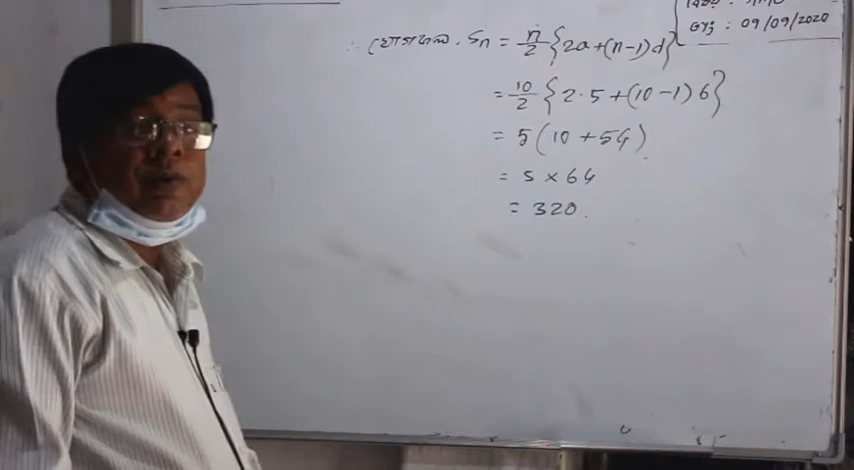 : 09/09/2020
∴ যোগফল, Sn = n/2 {2a+(n-1)d}
= 10/2 {2·5+(10-1)6}
= 5(10+54)
= 5×64
= 320.